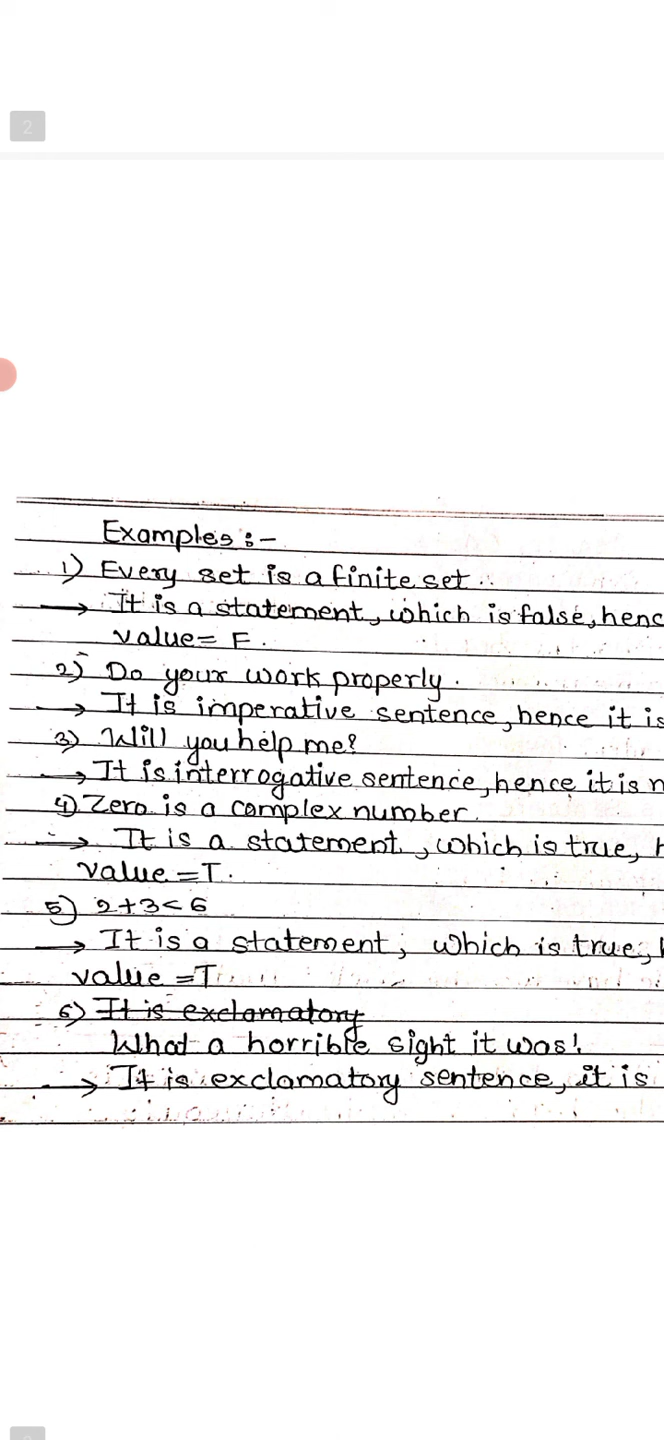 2
Examples :-
1) Every set is a finite set.
→ It is a statement, which is false, henc
value = F.
2) Do your work properly.
→ It is imperative sentence, hence it is
3) Will you help me?
→ It is interrogative sentence, hence it is n
4) Zero is a complex number.
→ It is a statement, which is true, h
value = T.
5) 2+3<6
→ It is a statement, which is true, h
value = T
6) It is exclamatory
What a horrible sight it was!
→ It is exclamatory sentence, it is